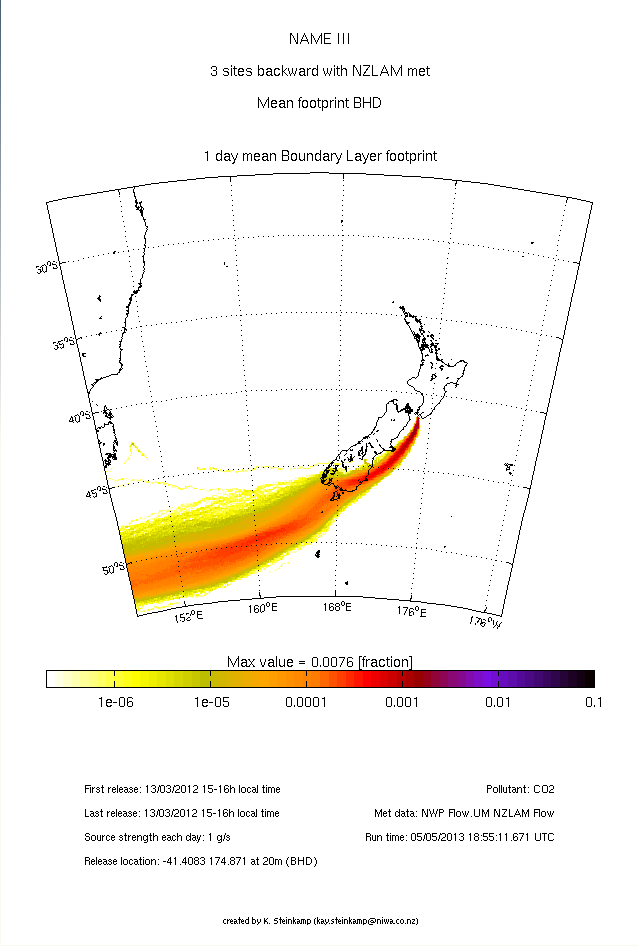 NAME III
3 sites backward with NZLAM met
Mean footprint BHD
1 day mean Boundary Layer footprint
30°S
35°S
40°S
45°S
50°S
152°E
160°E
168°E
176°E
176°W
Max value = 0.0076 [fraction]
1e-06 1e-05 0.0001 0.001 0.01 0.1
First release: 13/03/2012 15-16h local time
Pollutant: CO2
Last release: 13/03/2012 15-16h local time
Met data: NWP Flow.UM NZLAM Flow
Source strength each day: 1 g/s
Run time: 05/05/2013 18:55:11.671 UTC
Release location: -41.4083 174.871 at 20m (BHD)
created by K. Steinkamp (kay.steinkamp@niwa.co.nz)